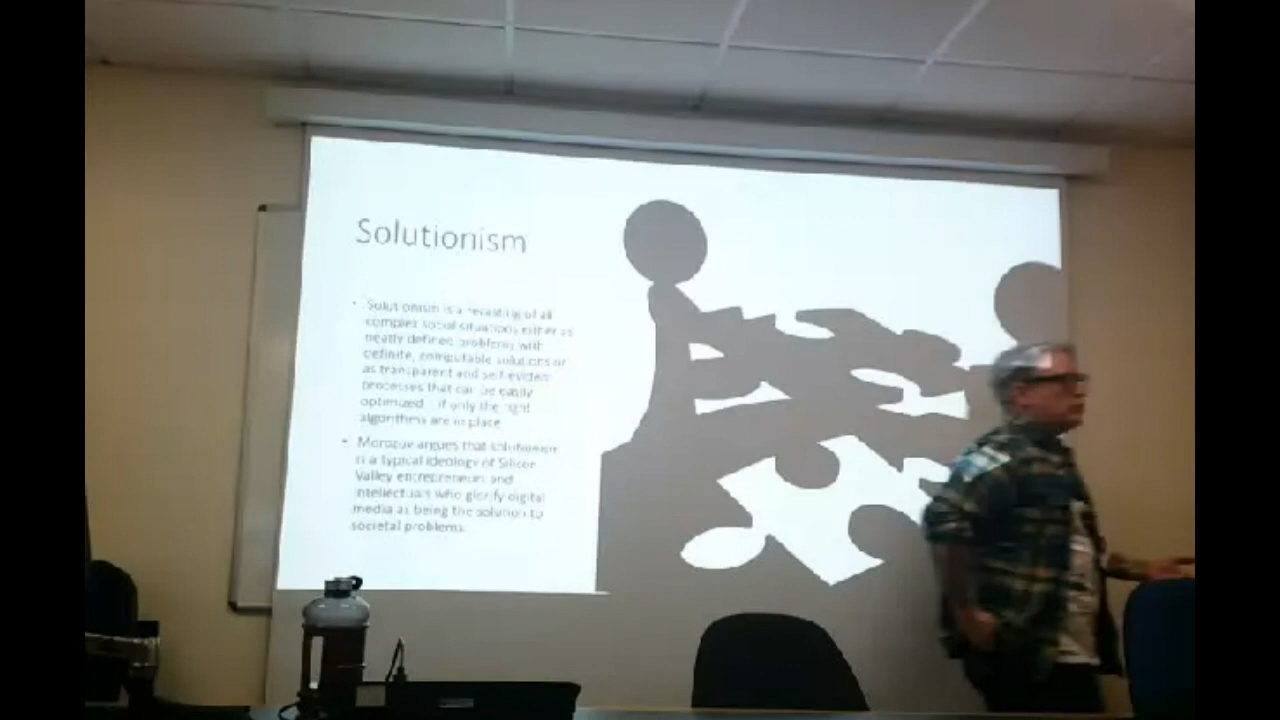 Solutionism
• Solutionism is a recasting of all
complex social situations either as
neatly defined problems with
definite, computable solutions or
as transparent and self-evident
processes that can be easily
optimized – if only the right
algorithms are in place
• Morozov argues that solutionism
is a typical ideology of Silicon
Valley entrepreneurs and
intellectuals who glorify digital
media as being the solution to
societal problems.